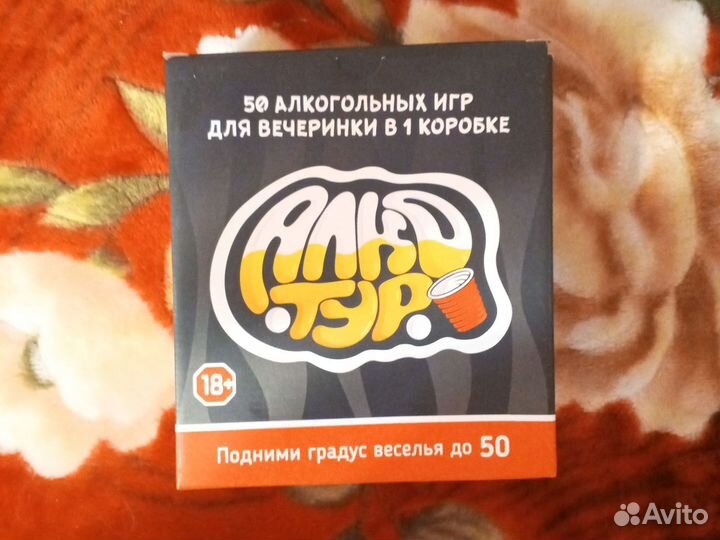 50 АЛКОГОЛЬНЫХ ИГР
ДЛЯ ВЕЧЕРИНКИ В 1 КОРОБКЕ
АЛКО
ТУР
18+
Подними градус веселья до 50
Avito